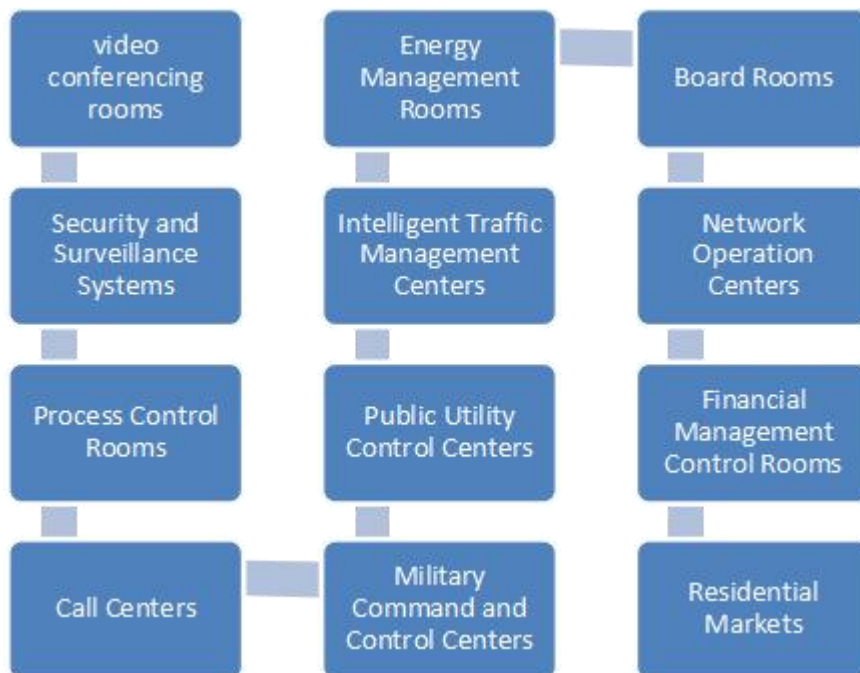 video
conferencing
rooms
Security and
Surveillance
Systems
Process Control
Rooms
Call Centers
Military
Command and
Control Centers
Public Utility
Control Centers
Intelligent Traffic
Management
Centers
Energy
Management
Rooms
Board Rooms
Network
Operation
Centers
Financial
Management
Control Rooms
Residential
Markets